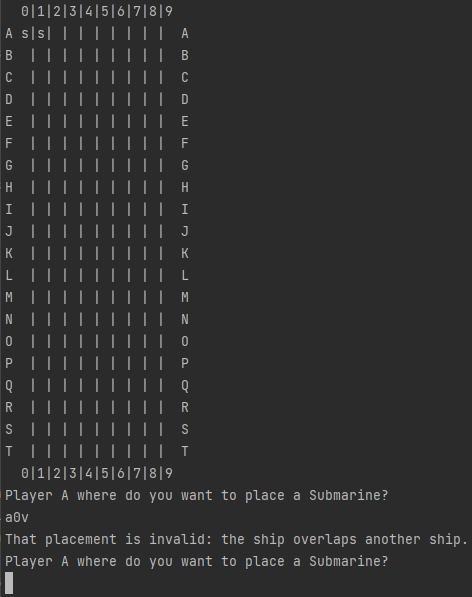 0|1|2|3|4|5|6|7|8|9
A s|s| | | | | | | |  A
B  | | | | | | | | |  B
C  | | | | | | | | |  C
D  | | | | | | | | |  D
E  | | | | | | | | |  E
F  | | | | | | | | |  F
G  | | | | | | | | |  G
H  | | | | | | | | |  H
I  | | | | | | | | |  I
J  | | | | | | | | |  J
K  | | | | | | | | |  K
L  | | | | | | | | |  L
M  | | | | | | | | |  M
N  | | | | | | | | |  N
O  | | | | | | | | |  O
P  | | | | | | | | |  P
Q  | | | | | | | | |  Q
R  | | | | | | | | |  R
S  | | | | | | | | |  S
T  | | | | | | | | |  T
  0|1|2|3|4|5|6|7|8|9
Player A where do you want to place a Submarine?
a0v
That placement is invalid: the ship overlaps another ship.
Player A where do you want to place a Submarine?